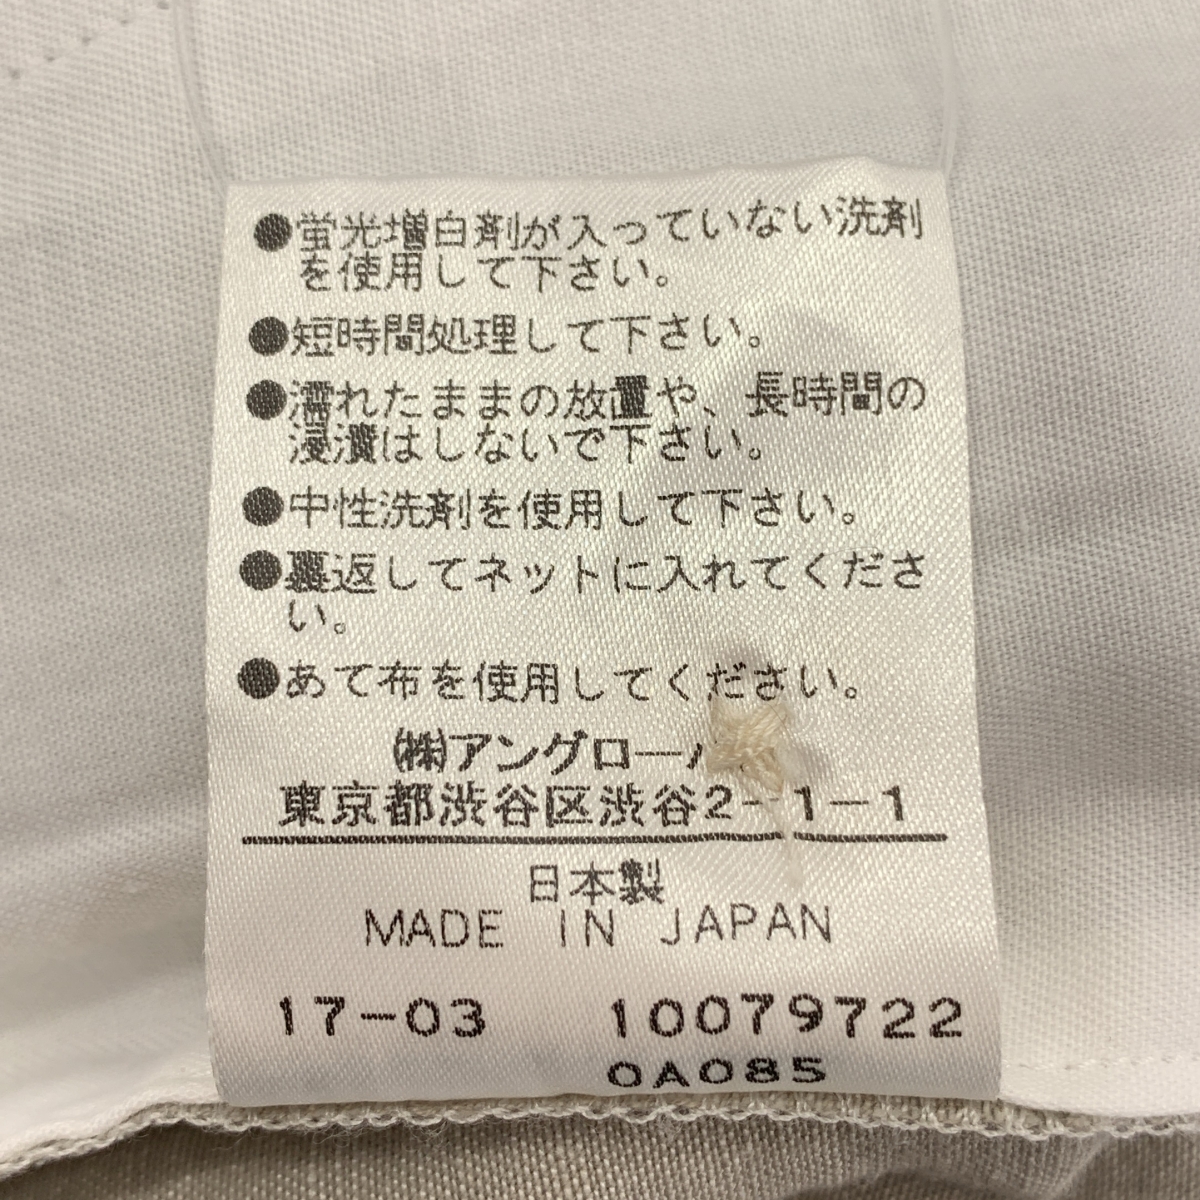 ●蛍光増白剤が入っていない洗剤
を使用して下さい。
●短時間処理して下さい。
●濡れたままの放置や、長時間の
浸漬はしないで下さい。
●中性洗剤を使用して下さい。
●裏返してネットに入れてくださ
い。
●あて布を使用してください。
㈱アングロー
東京都渋谷区渋谷2-1-1
日本製
MADE IN JAPAN
17-03 10079722
0A085